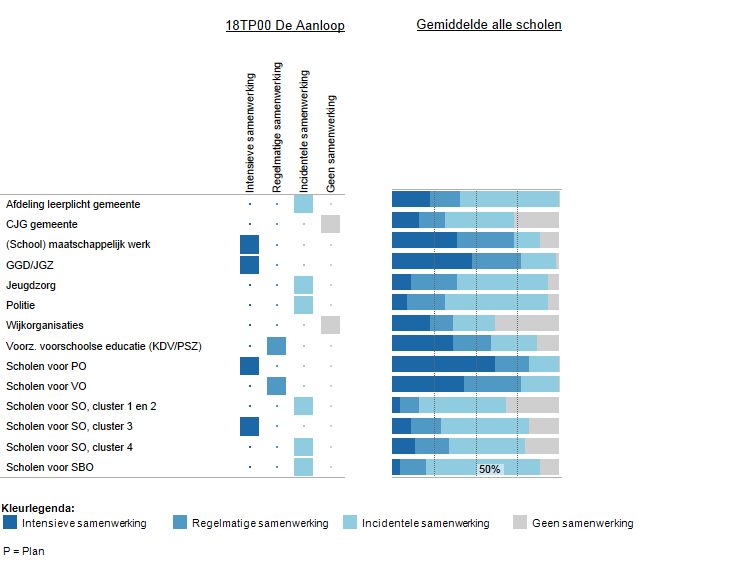 18TP00 De Aanloop
Gemiddelde alle scholen
Intensieve samenwerking
Regelmatige samenwerking
Incidentele samenwerking
Geen samenwerking
Afdeling leerplicht gemeente
CJG gemeente
(School) maatschappelijk werk
GGD/JGZ
Jeugdzorg
Politie
Wijkorganisaties
Voorz. voorschoolse educatie (KDV/PSZ)
Scholen voor PO
Scholen voor VO
Scholen voor SO, cluster 1 en 2
Scholen voor SO, cluster 3
Scholen voor SO, cluster 4
Scholen voor SBO
50%
Kleurlegenda:
Intensieve samenwerking
Regelmatige samenwerking
Incidentele samenwerking
Geen samenwerking
P = Plan